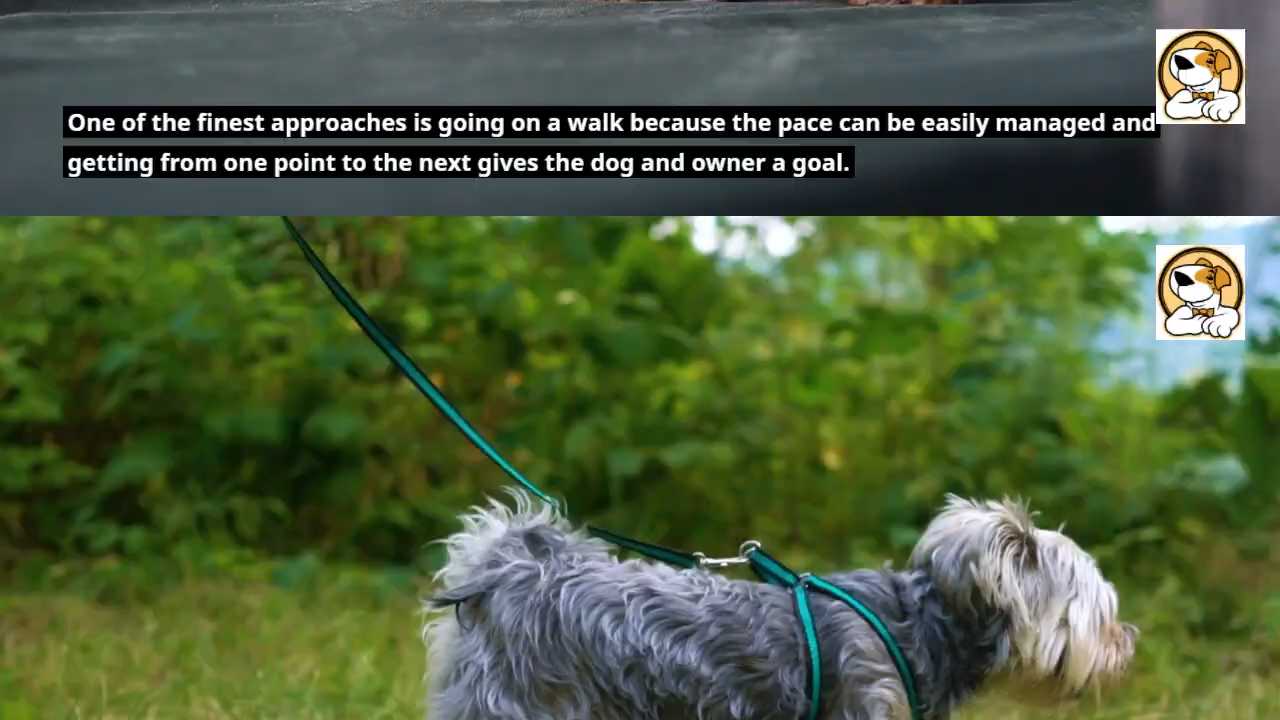 One of the finest approaches is going on a walk because the pace can be easily managed and
getting from one point to the next gives the dog and owner a goal.